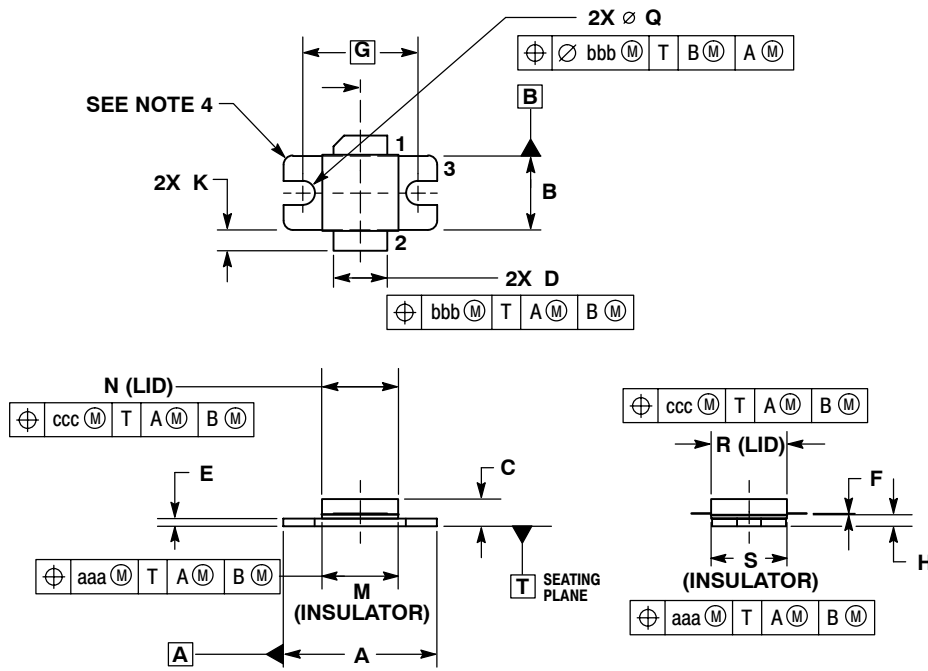 2X ⌀ Q
⌖ ⌀ bbb Ⓜ T B Ⓜ A Ⓜ
G
B
SEE NOTE 4
1
3
2X K
B
2
2X D
⌖ bbb Ⓜ T A Ⓜ B Ⓜ
N (LID)
⌖ ccc Ⓜ T A Ⓜ B Ⓜ
⌖ ccc Ⓜ T A Ⓜ B Ⓜ
R (LID)
E
C
F
H
⌖ aaa Ⓜ T A Ⓜ B Ⓜ
M
(INSULATOR)
T SEATING
PLANE
S
(INSULATOR)
⌖ aaa Ⓜ T A Ⓜ B Ⓜ
A
A